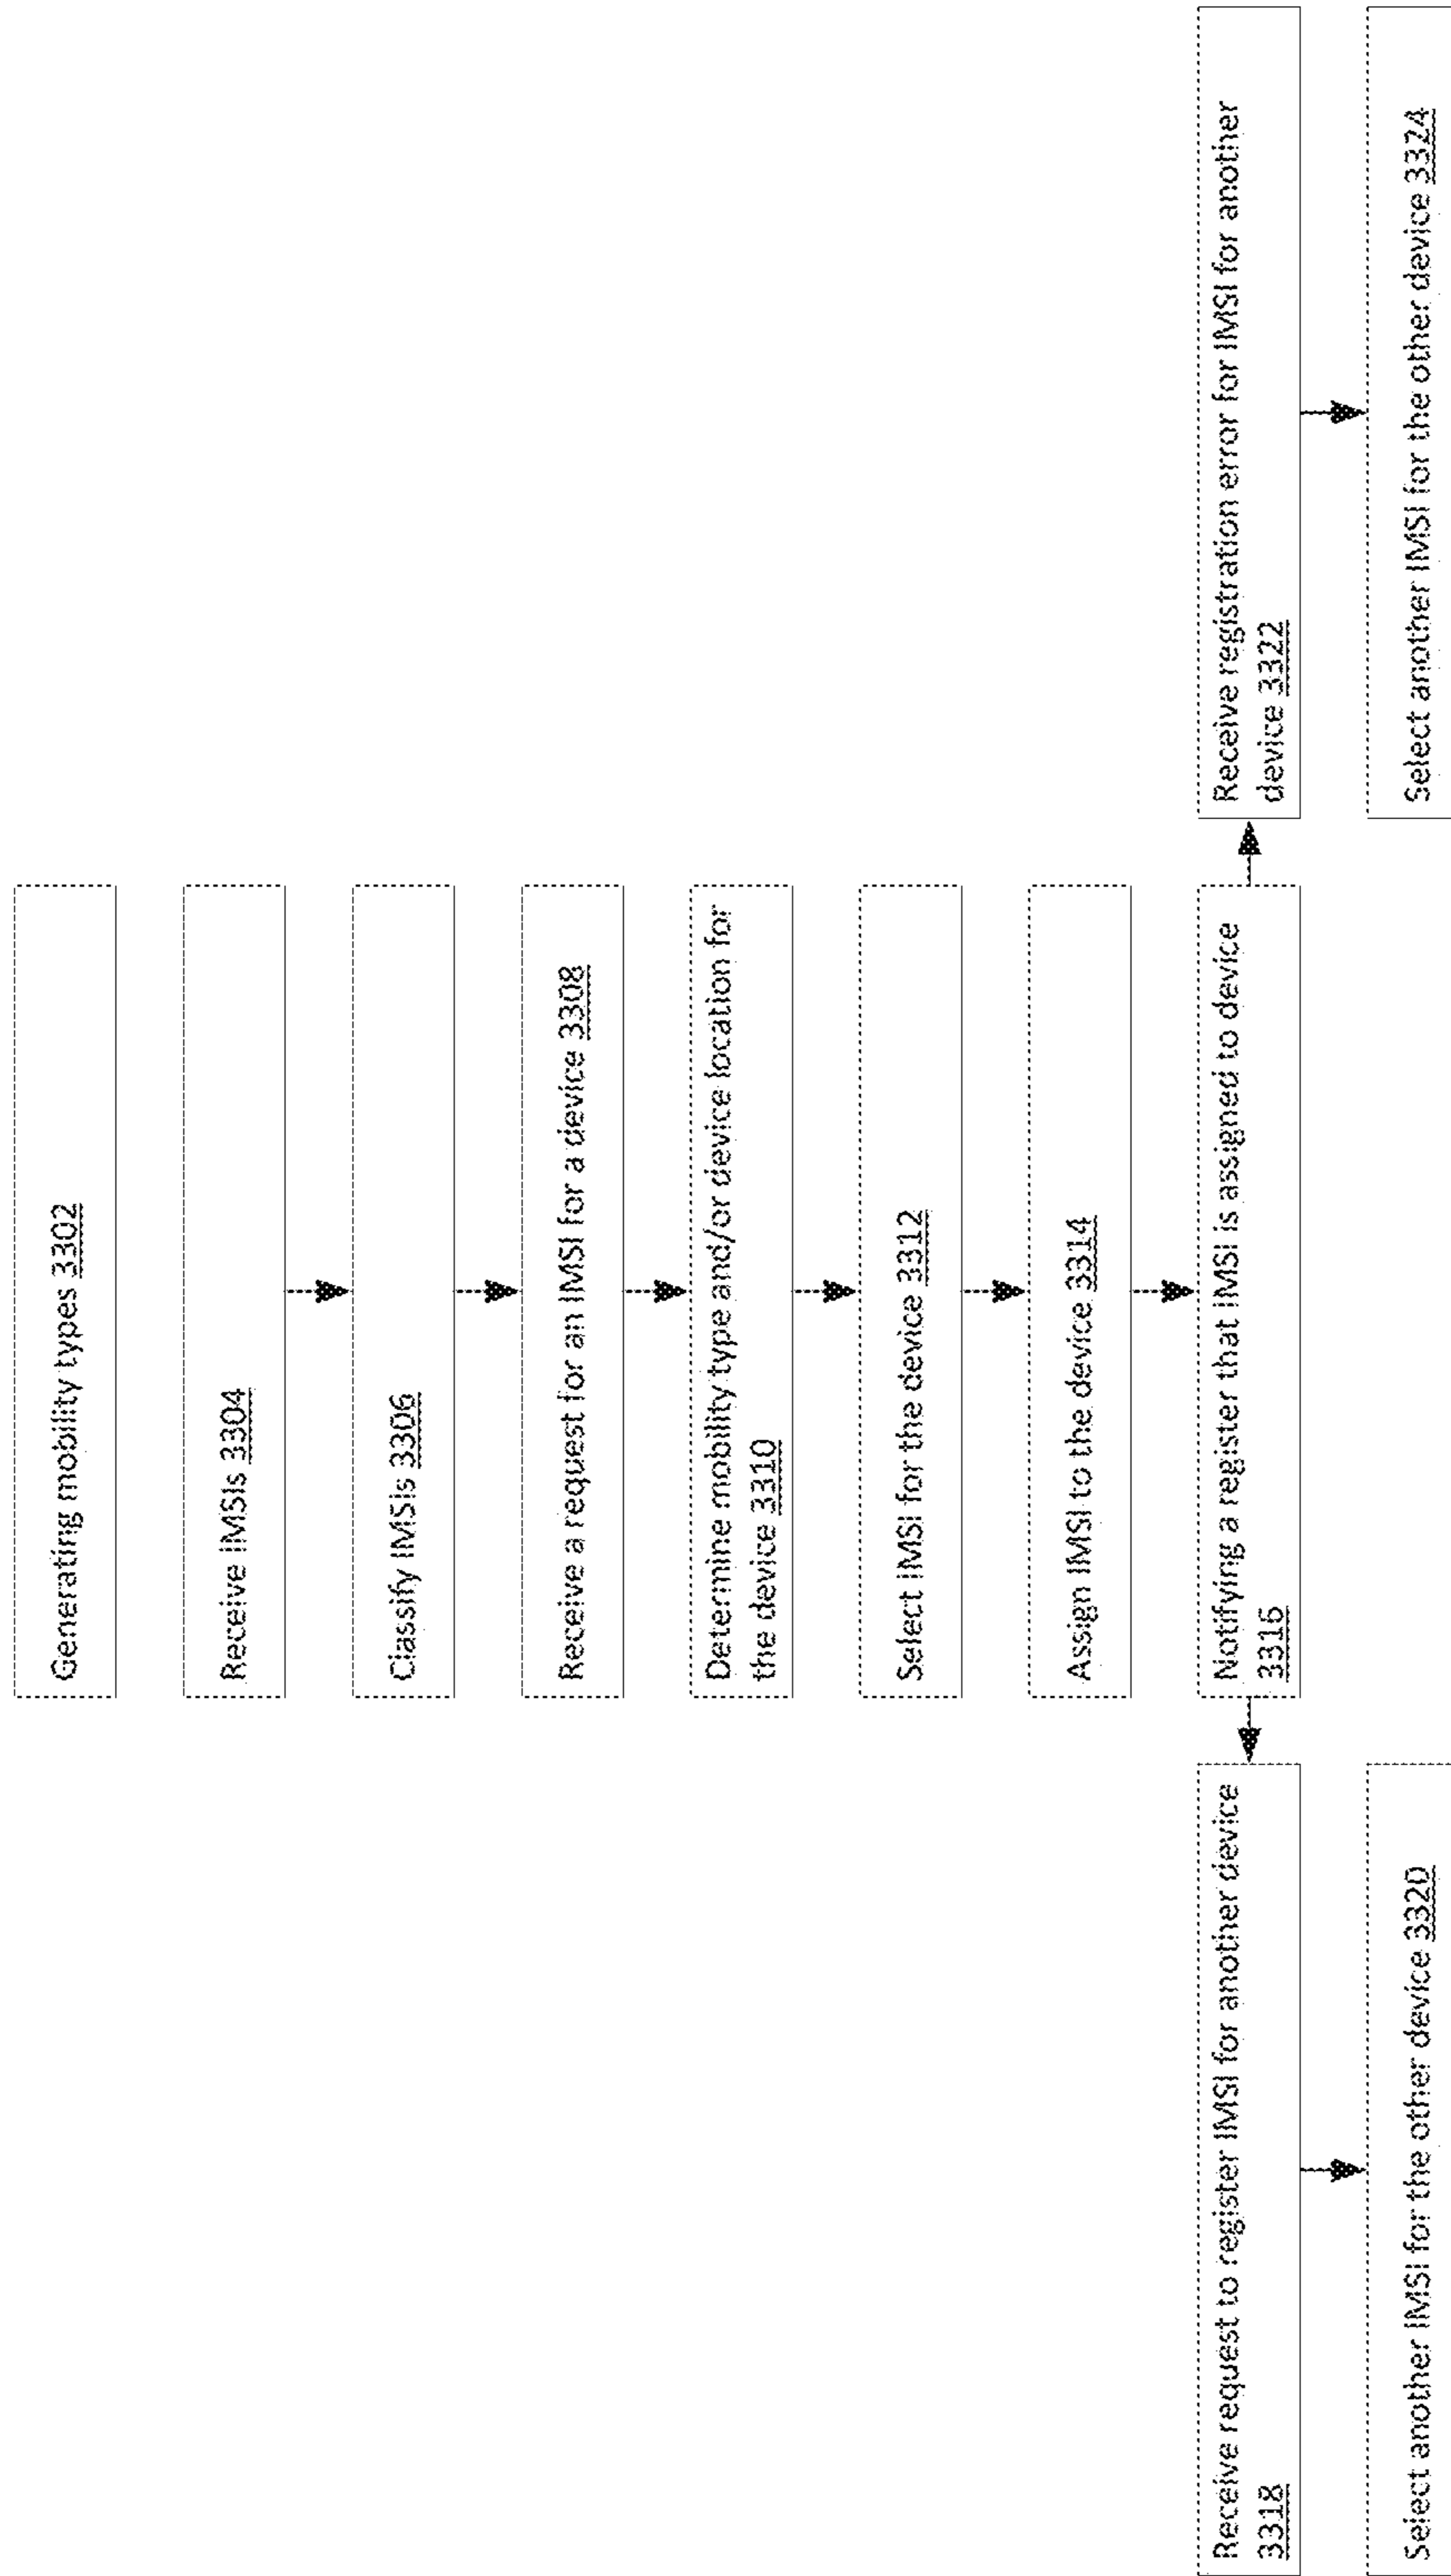 Generating mobility types 3302
Receive IMSIs 3304
Classify IMSIs 3306
Receive a request for an IMSI for a device 3308
Determine mobility type and/or device location for
the device 3310
Select IMSI for the device 3312
Assign IMSI to the device 3314
Notifying a register that IMSI is assigned to device
3316
Receive request to register IMSI for another device
3318
Select another IMSI for the other device 3320
Receive registration error for IMSI for another
device 3322
Select another IMSI for the other device 3324